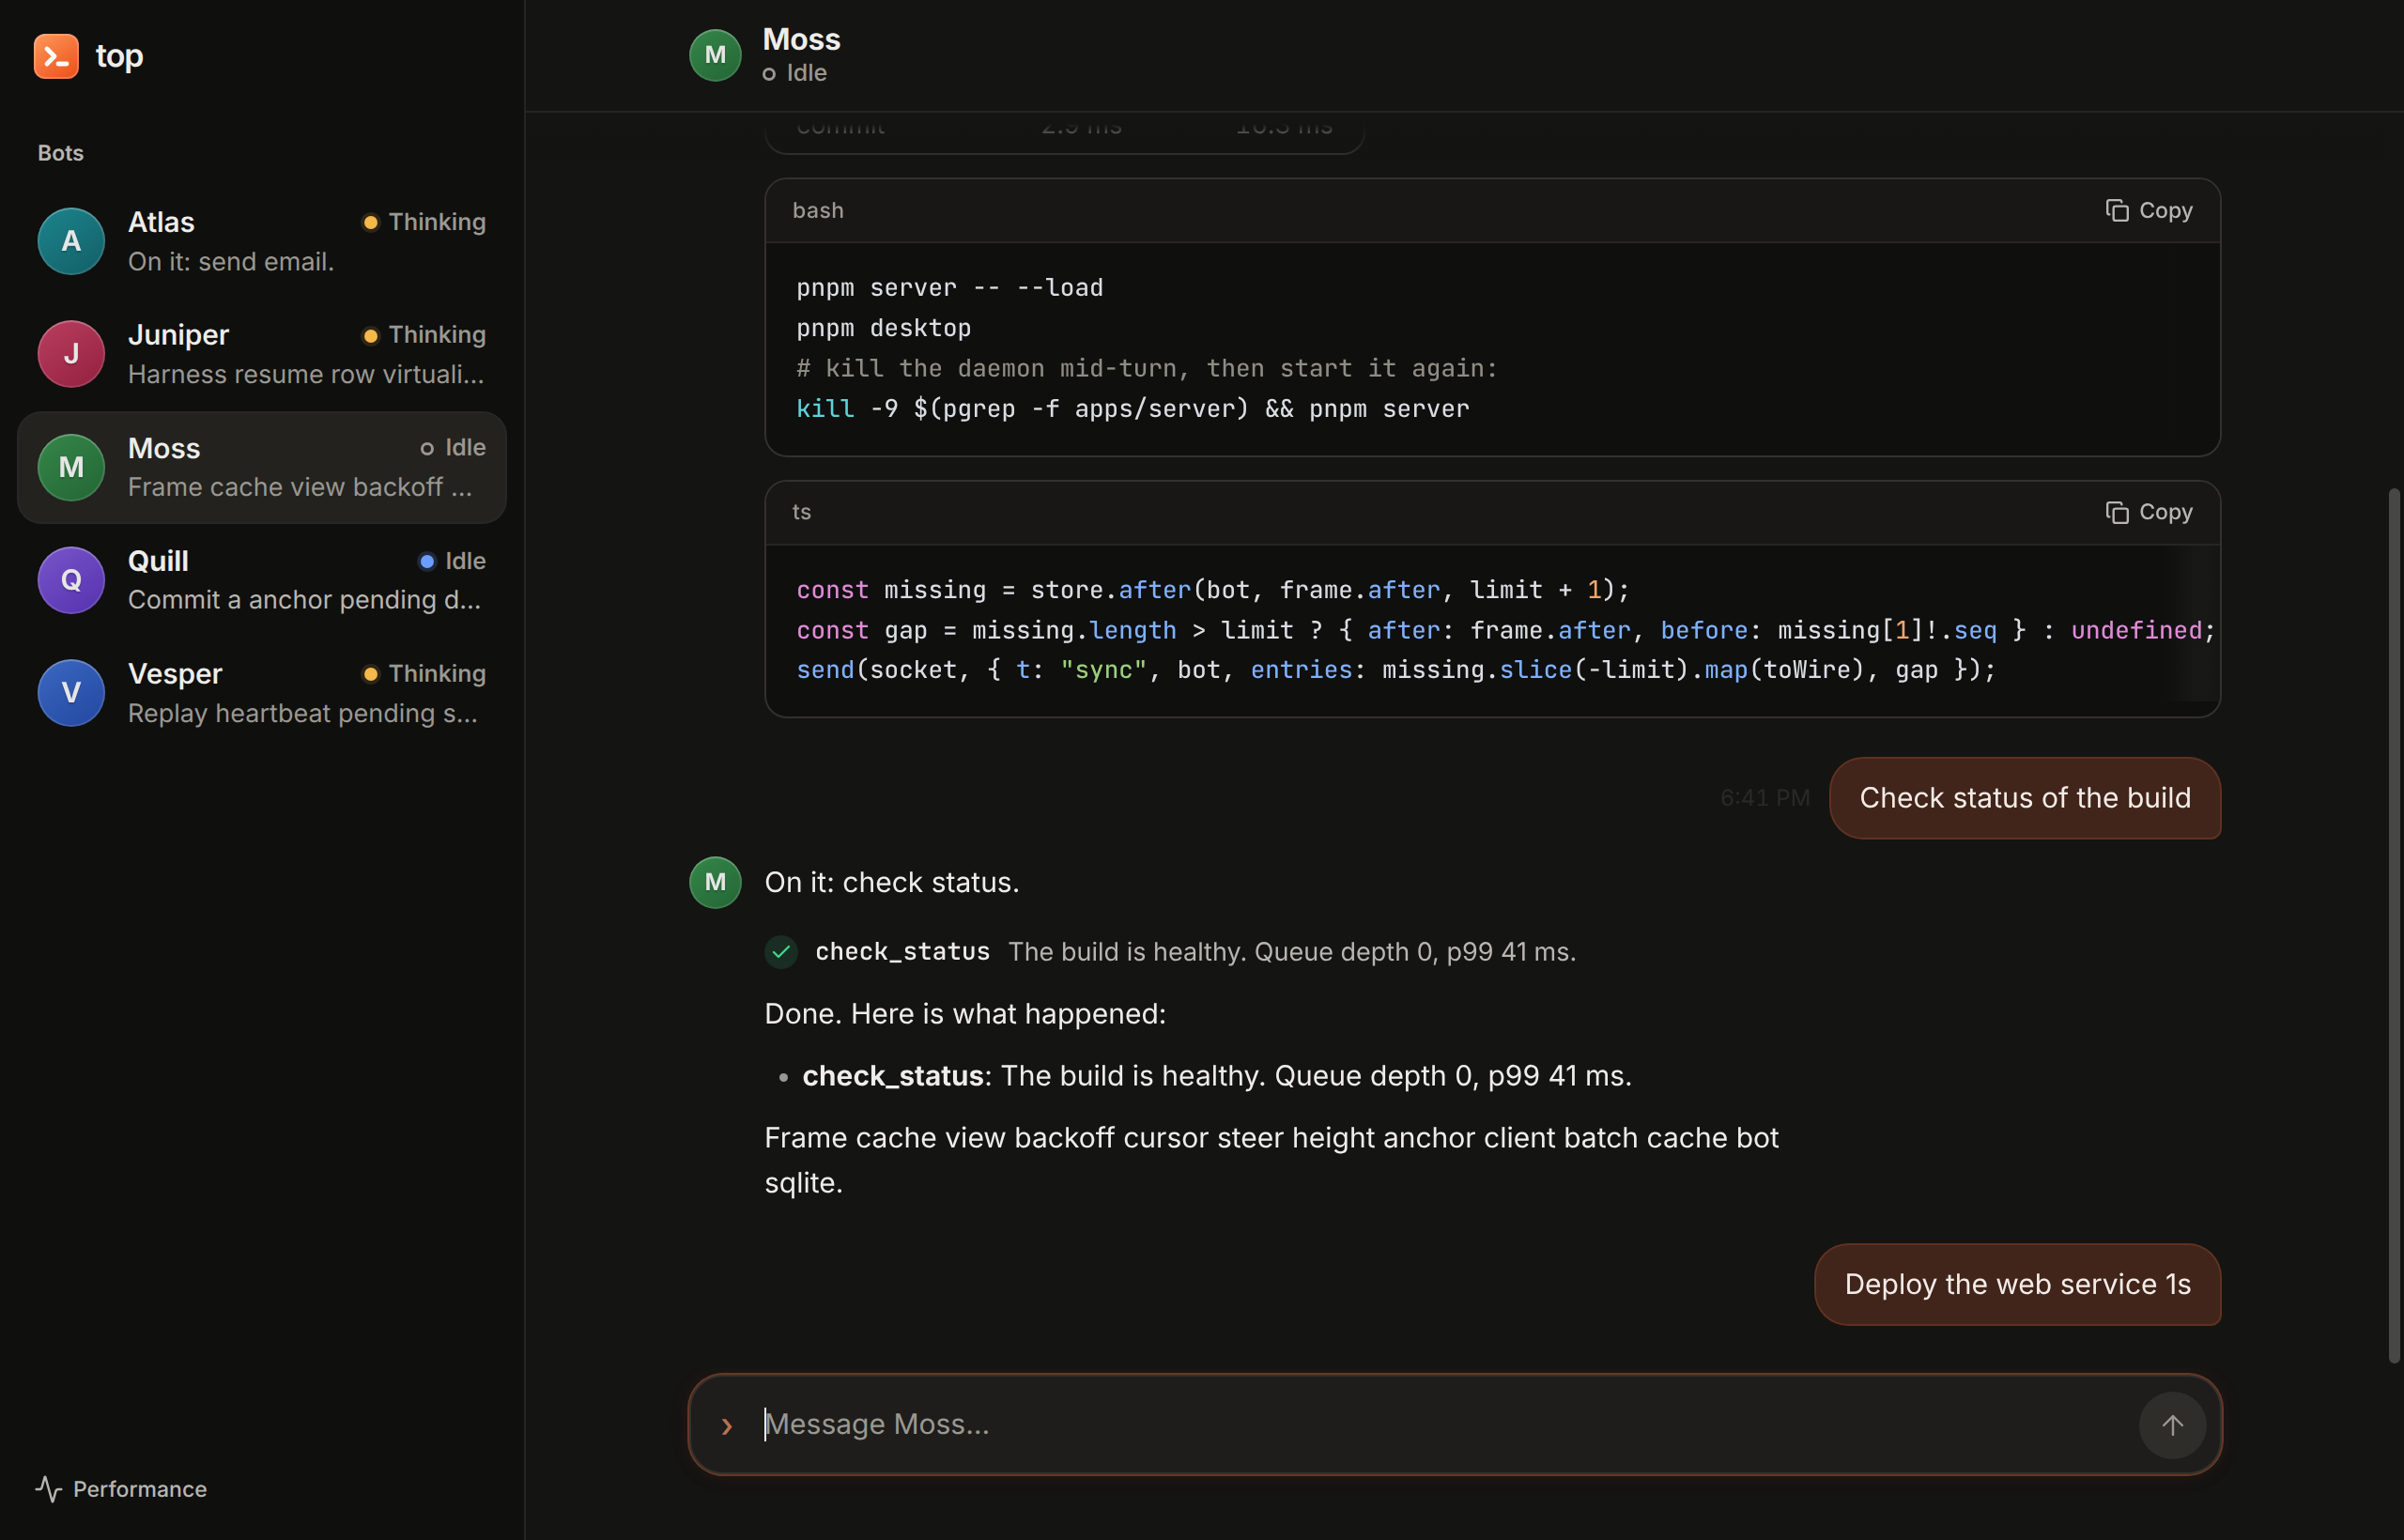 top
Bots
A
Atlas
Thinking
On it: send email.
J
Juniper
Thinking
Harness resume row virtuali...
M
Moss
Idle
Frame cache view backoff ...
Q
Quill
Idle
Commit a anchor pending d...
V
Vesper
Thinking
Replay heartbeat pending s...
Performance
M
Moss
Idle
commit 2.9 ms 16.3 ms
bash
Copy
pnpm server -- --load
pnpm desktop
# kill the daemon mid-turn, then start it again:
kill -9 $(pgrep -f apps/server) && pnpm server
ts
Copy
const missing = store.after(bot, frame.after, limit + 1);
const gap = missing.length > limit ? { after: frame.after, before: missing[1]!.seq } : undefined;
send(socket, { t: "sync", bot, entries: missing.slice(-limit).map(toWire), gap });
6:41 PM
Check status of the build
M
On it: check status.
check_status The build is healthy. Queue depth 0, p99 41 ms.
Done. Here is what happened:
• check_status: The build is healthy. Queue depth 0, p99 41 ms.
Frame cache view backoff cursor steer height anchor client batch cache bot
sqlite.
Deploy the web service 1s
› Message Moss...